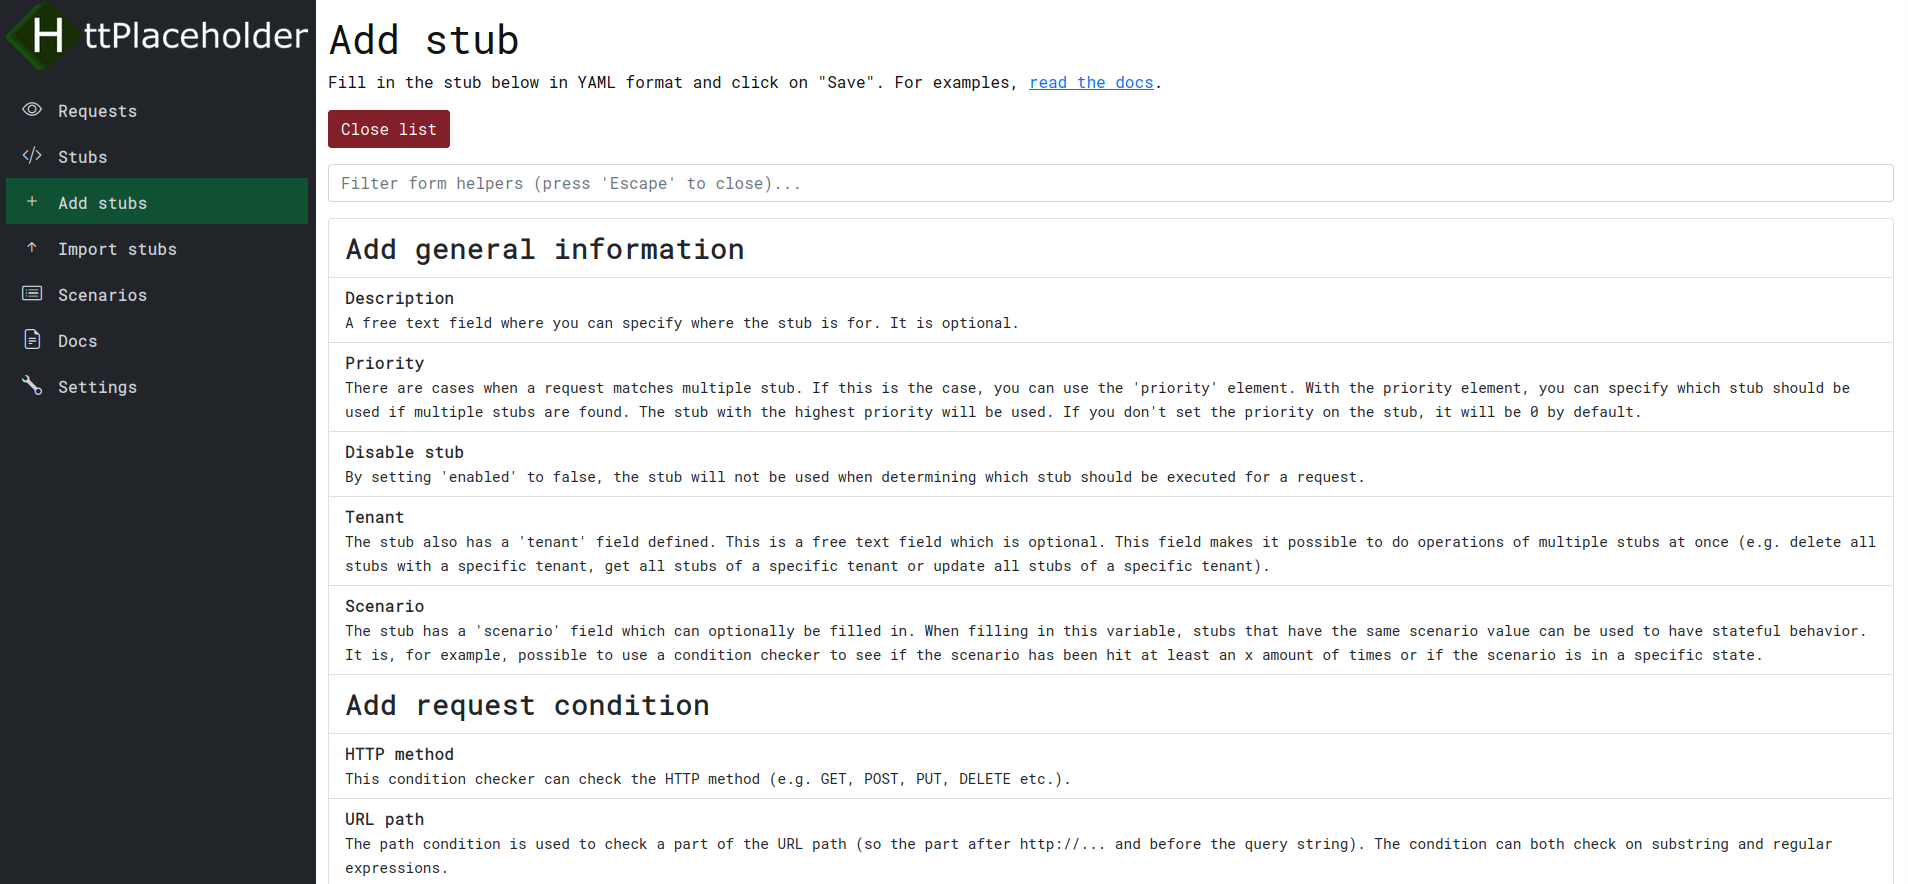 HttPlaceholder
Requests
Stubs
Add stubs
Import stubs
Scenarios
Docs
Settings
Add stub
Fill in the stub below in YAML format and click on "Save". For examples, read the docs.
Close list
Filter form helpers (press 'Escape' to close)...
Add general information
Description
A free text field where you can specify where the stub is for. It is optional.
Priority
There are cases when a request matches multiple stub. If this is the case, you can use the 'priority' element. With the priority element, you can specify which stub should be
used if multiple stubs are found. The stub with the highest priority will be used. If you don't set the priority on the stub, it will be 0 by default.
Disable stub
By setting 'enabled' to false, the stub will not be used when determining which stub should be executed for a request.
Tenant
The stub also has a 'tenant' field defined. This is a free text field which is optional. This field makes it possible to do operations of multiple stubs at once (e.g. delete all
stubs with a specific tenant, get all stubs of a specific tenant or update all stubs of a specific tenant).
Scenario
The stub has a 'scenario' field which can optionally be filled in. When filling in this variable, stubs that have the same scenario value can be used to have stateful behavior.
It is, for example, possible to use a condition checker to see if the scenario has been hit at least an x amount of times or if the scenario is in a specific state.
Add request condition
HTTP method
This condition checker can check the HTTP method (e.g. GET, POST, PUT, DELETE etc.).
URL path
The path condition is used to check a part of the URL path (so the part after http://... and before the query string). The condition can both check on substring and regular
expressions.